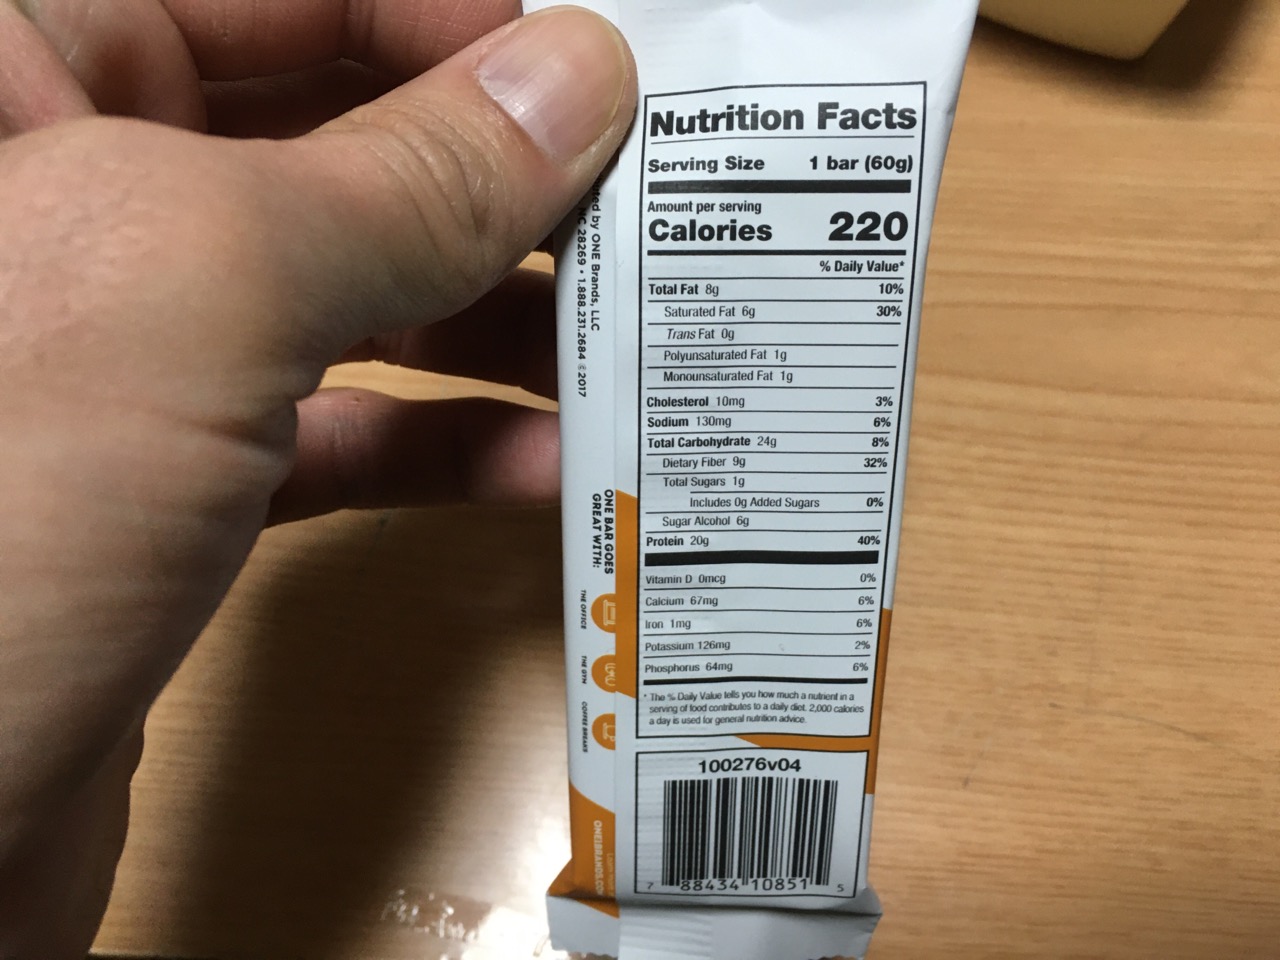 Nutrition Facts
Serving Size 1 bar (60g)
Amount per serving
Calories 220
% Daily Value*
Total Fat 8g 10%
Saturated Fat 6g 30%
Trans Fat 0g
Polyunsaturated Fat 1g
Monounsaturated Fat 1g
Cholesterol 10mg 3%
Sodium 130mg 6%
Total Carbohydrate 24g 8%
Dietary Fiber 9g 32%
Total Sugars 1g
Includes 0g Added Sugars 0%
Sugar Alcohol 6g
Protein 20g 40%
Vitamin D 0mcg 0%
Calcium 67mg 6%
Iron 1mg 6%
Potassium 126mg 2%
Phosphorus 64mg 6%
* The % Daily Value tells you how much a nutrient in a
serving of food contributes to a daily diet. 2,000 calories
a day is used for general nutrition advice.
100276v04
7 88434 10851 5
by ONE Brands, LLC
NC 28269 • 1.888.231.2684 ©2017
ONE BAR GOES
GREAT WITH:
THE OFFICE
THE GYM
COFFEE BREAKS
ONE1BRANDS.CO